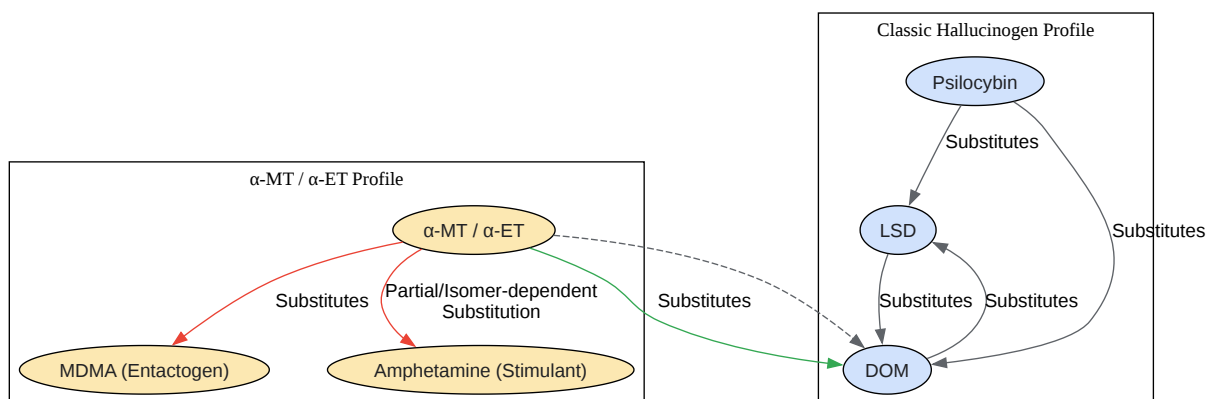 Classic Hallucinogen Profile
Psilocybin
Substitutes
α-MT / α-ET Profile
α-MT / α-ET
LSD
Substitutes
Substitutes
Partial/Isomer-dependent
Substitution
Substitutes
Substitutes
Substitutes
MDMA (Entactogen)
Amphetamine (Stimulant)
DOM